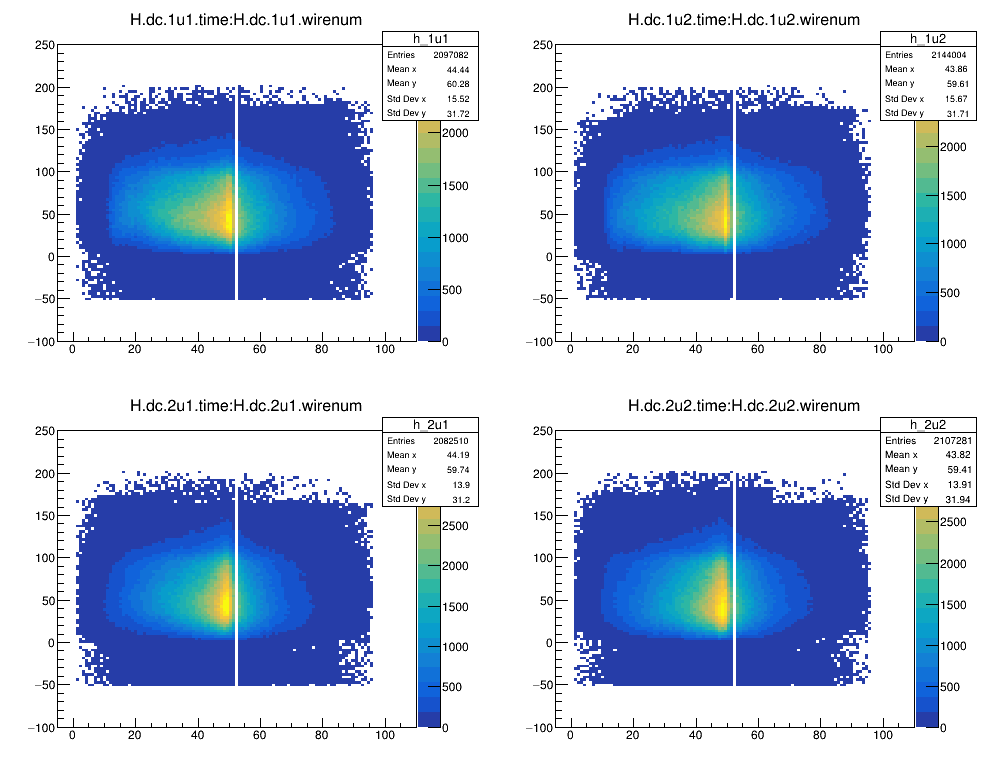 H.dc.1u1.time:H.dc.1u1.wirenum
h_1u1
Entries 2097082
Mean x 44.44
Mean y 60.28
Std Dev x 15.52
Std Dev y 31.72
250
200
150
100
50
0
−50
−100
0 20 40 60 80 100
2000
1500
1000
500
0
H.dc.1u2.time:H.dc.1u2.wirenum
h_1u2
Entries 2144004
Mean x 43.86
Mean y 59.61
Std Dev x 15.67
Std Dev y 31.71
250
200
150
100
50
0
−50
−100
0 20 40 60 80 100
2000
1500
1000
500
0
H.dc.2u1.time:H.dc.2u1.wirenum
h_2u1
Entries 2082510
Mean x 44.19
Mean y 59.74
Std Dev x 13.9
Std Dev y 31.2
250
200
150
100
50
0
−50
−100
0 20 40 60 80 100
2500
2000
1500
1000
500
0
H.dc.2u2.time:H.dc.2u2.wirenum
h_2u2
Entries 2107281
Mean x 43.82
Mean y 59.41
Std Dev x 13.91
Std Dev y 31.94
250
200
150
100
50
0
−50
−100
0 20 40 60 80 100
2500
2000
1500
1000
500
0